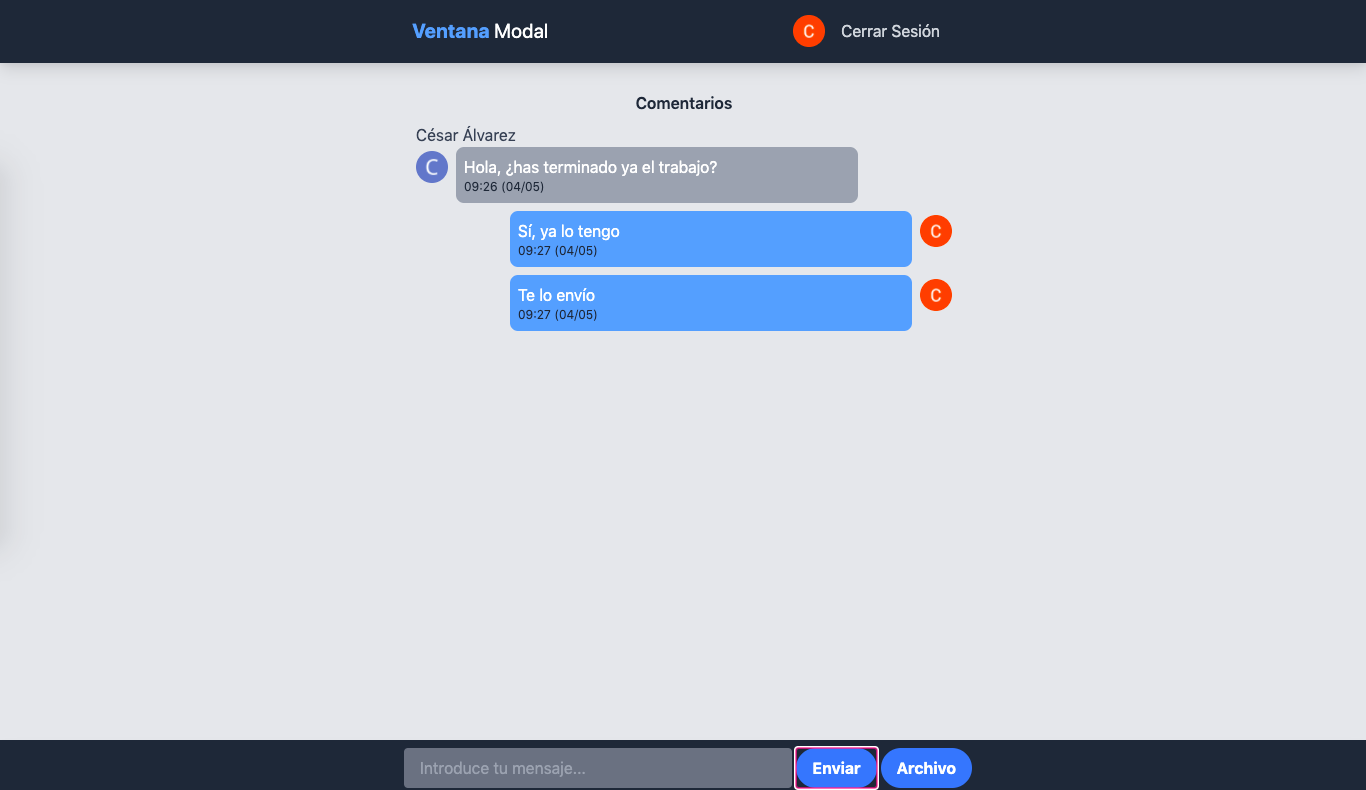 Ventana Modal
C Cerrar Sesión
Comentarios
César Álvarez
C
Hola, ¿has terminado ya el trabajo?
09:26 (04/05)
Sí, ya lo tengo
09:27 (04/05)
C
Te lo envío
09:27 (04/05)
C
Introduce tu mensaje... Enviar Archivo